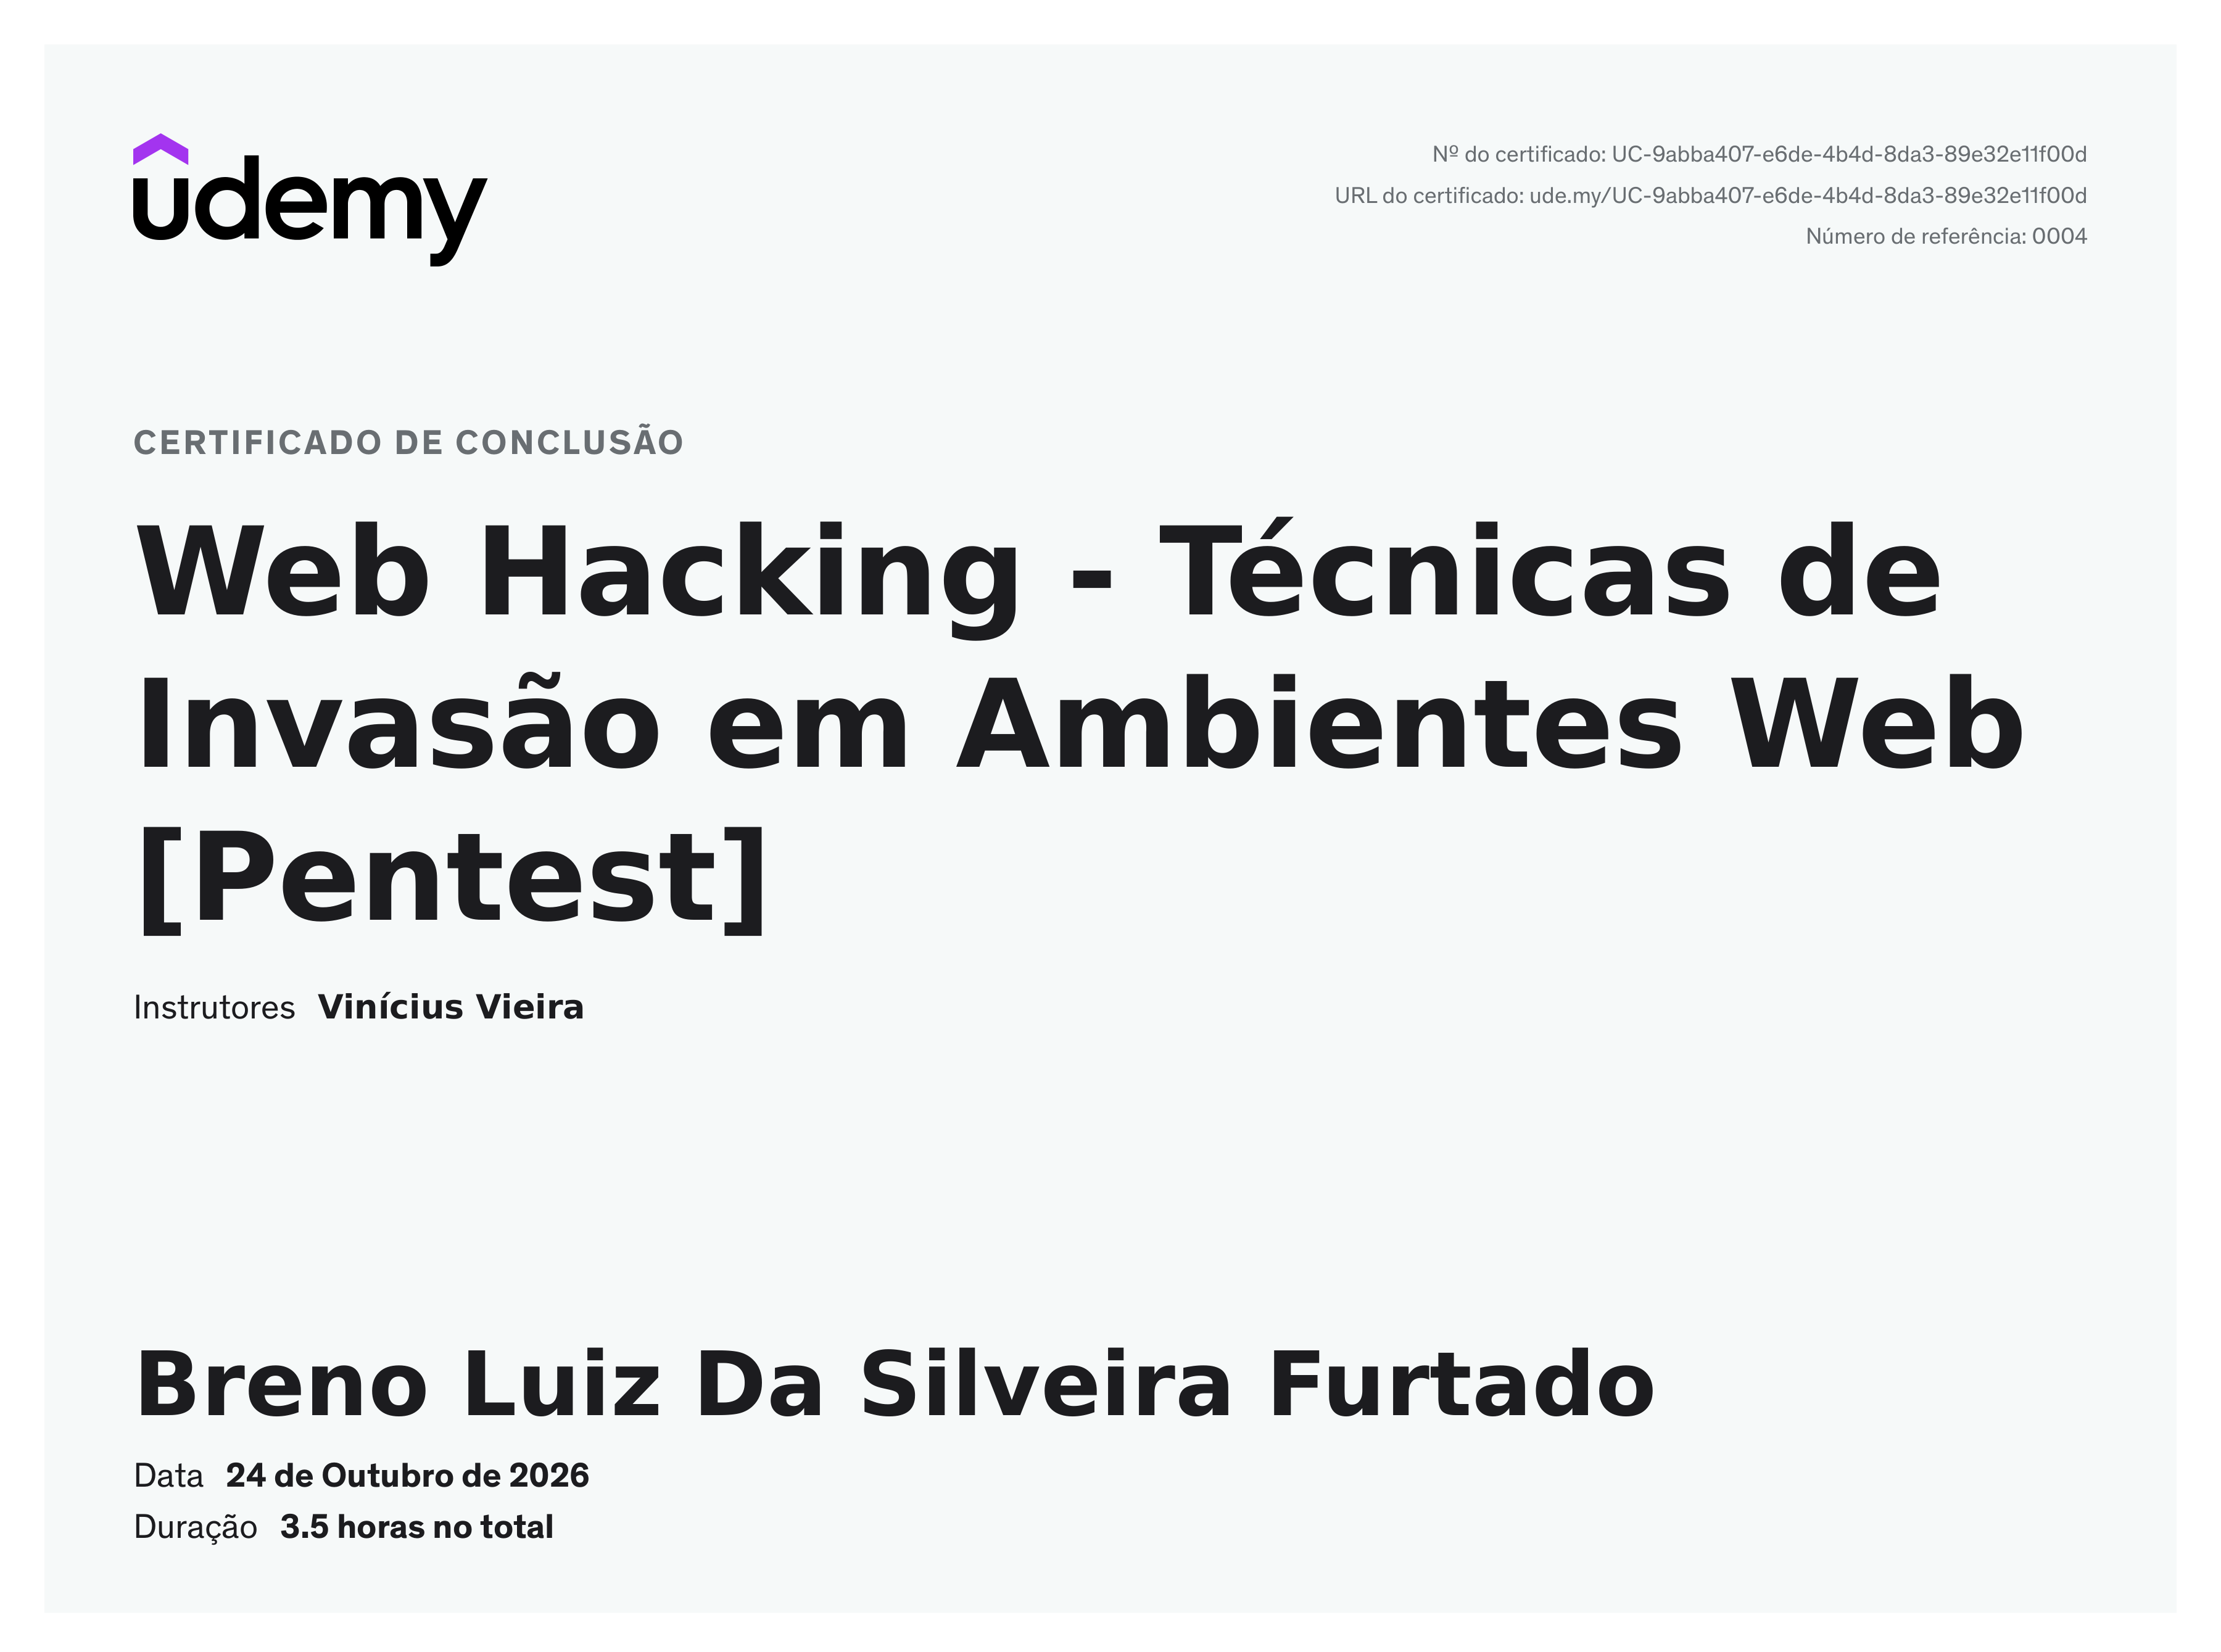 udemy
Nº do certificado: UC-9abba407-e6de-4b4d-8da3-89e32e11f00d
URL do certificado: ude.my/UC-9abba407-e6de-4b4d-8da3-89e32e11f00d
Número de referência: 0004
CERTIFICADO DE CONCLUSÃO
Web Hacking - Técnicas de
Invasão em Ambientes Web
[Pentest]
Instrutores Vinícius Vieira
Breno Luiz Da Silveira Furtado
Data 24 de Outubro de 2026
Duração 3.5 horas no total